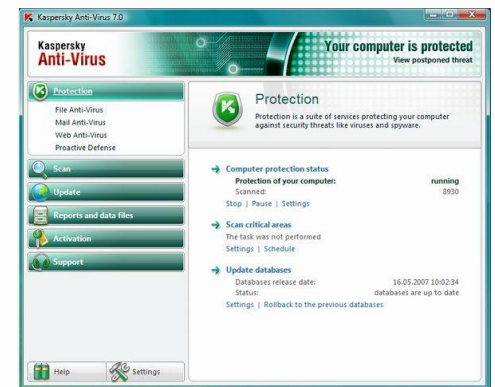 Kaspersky Anti-Virus 7.0
Kaspersky
Anti-Virus
Your computer is protected
View postponed threat
Protection
File Anti-Virus
Mail Anti-Virus
Web Anti-Virus
Proactive Defense
Scan
Update
Reports and data files
Activation
Support
Help
Settings
Protection
Protection is a suite of services protecting your computer
against security threats like viruses and spyware.
Computer protection status
Protection of your computer: running
Scanned: 8930
Stop | Pause | Settings
Scan critical areas
The task was not performed
Settings | Schedule
Update databases
Databases release date: 16.05.2007 10:02:34
Status: databases are up to date
Settings | Rollback to the previous databases